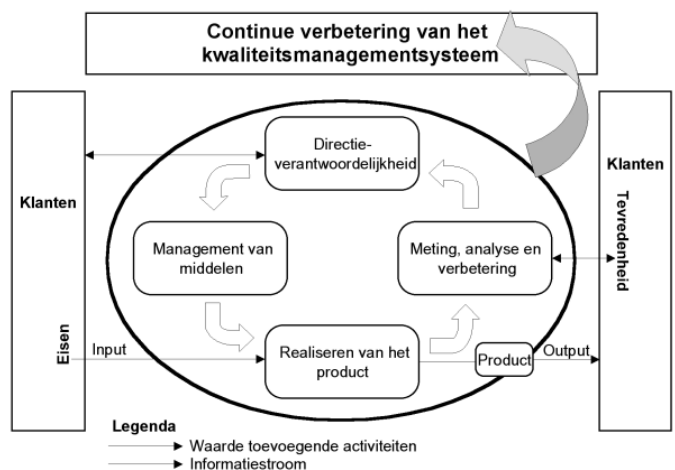 Continue verbetering van het
kwaliteitsmanagementsysteem
Klanten
Eisen
Directie-
verantwoordelijkheid
Management van
middelen
Meting, analyse en
verbetering
Realiseren van het
product
Input
Product
Output
Klanten
Tevredenheid
Legenda
Waarde toevoegende activiteiten
Informatiestroom